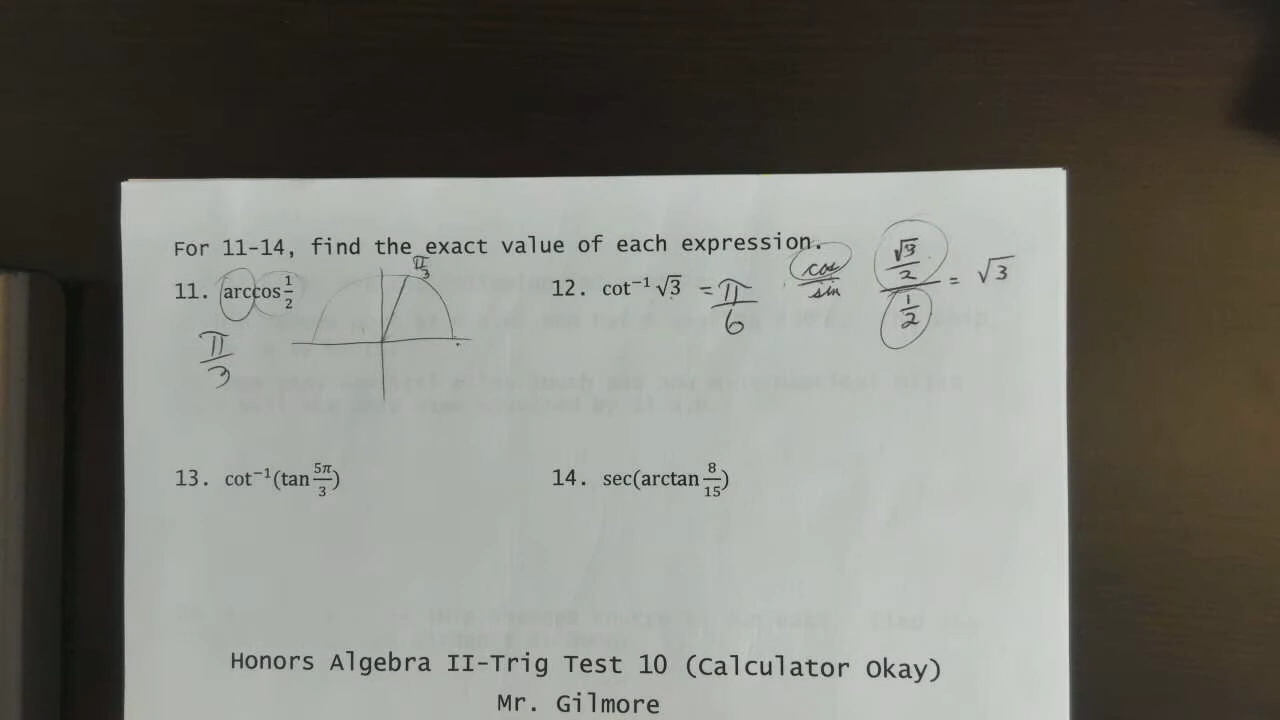 For 11-14, find the exact value of each expression.
11. arccos 1/2
π/3
π/3
12. cot⁻¹ √3 = π/6
cos/sin
(√3/2)/(1/2) = √3
13. cot⁻¹(tan 5π/3)
14. sec(arctan 8/15)
Honors Algebra II-Trig Test 10 (Calculator Okay)
Mr. Gilmore